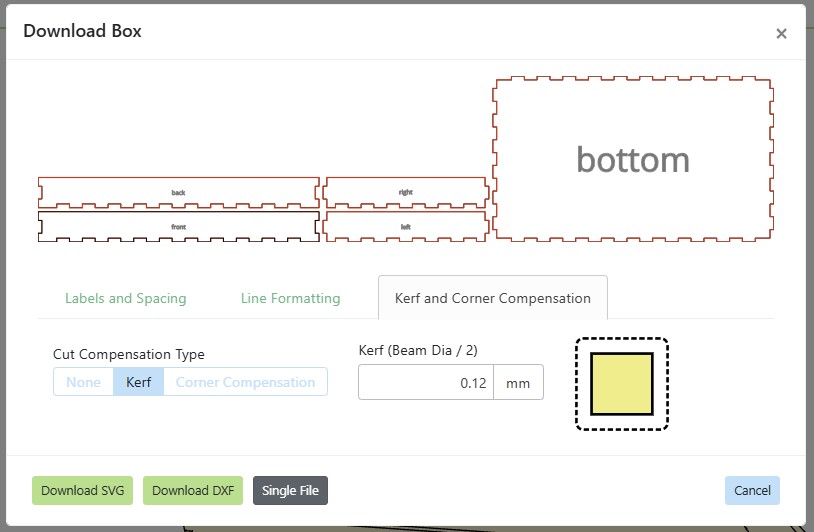 Download Box
×
bottom
back
right
front
left
Labels and Spacing
Line Formatting
Kerf and Corner Compensation
Cut Compensation Type
Kerf (Beam Dia / 2)
None
Kerf
Corner Compensation
0.12
mm
Download SVG
Download DXF
Single File
Cancel